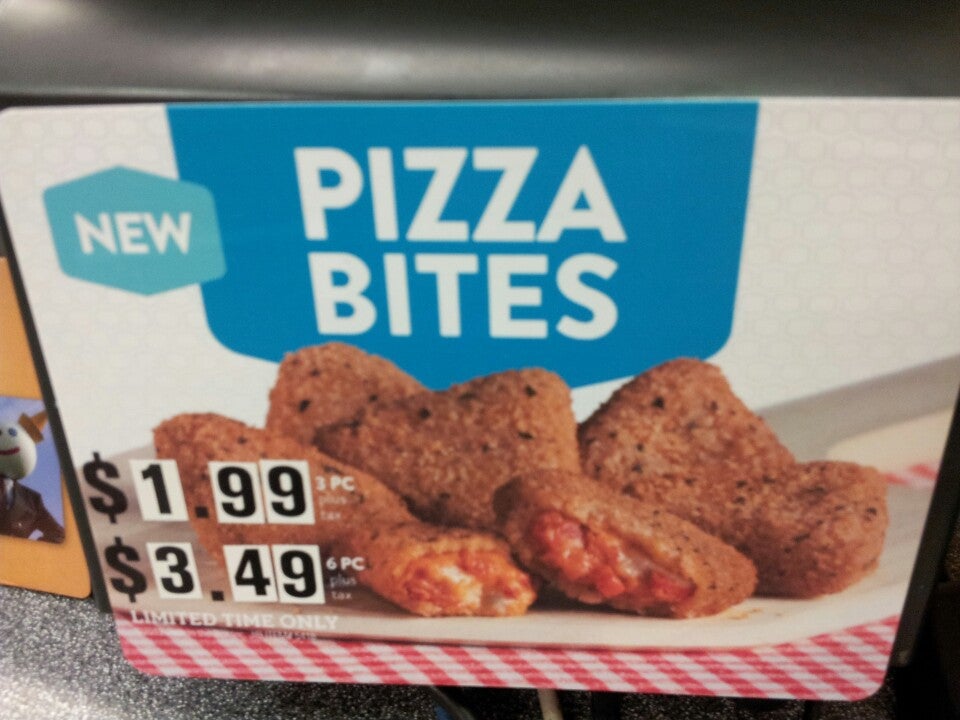 NEW
PIZZA
BITES
$1.99 3 PC
plus
tax
$3.49 6 PC
plus
tax
LIMITED TIME ONLY